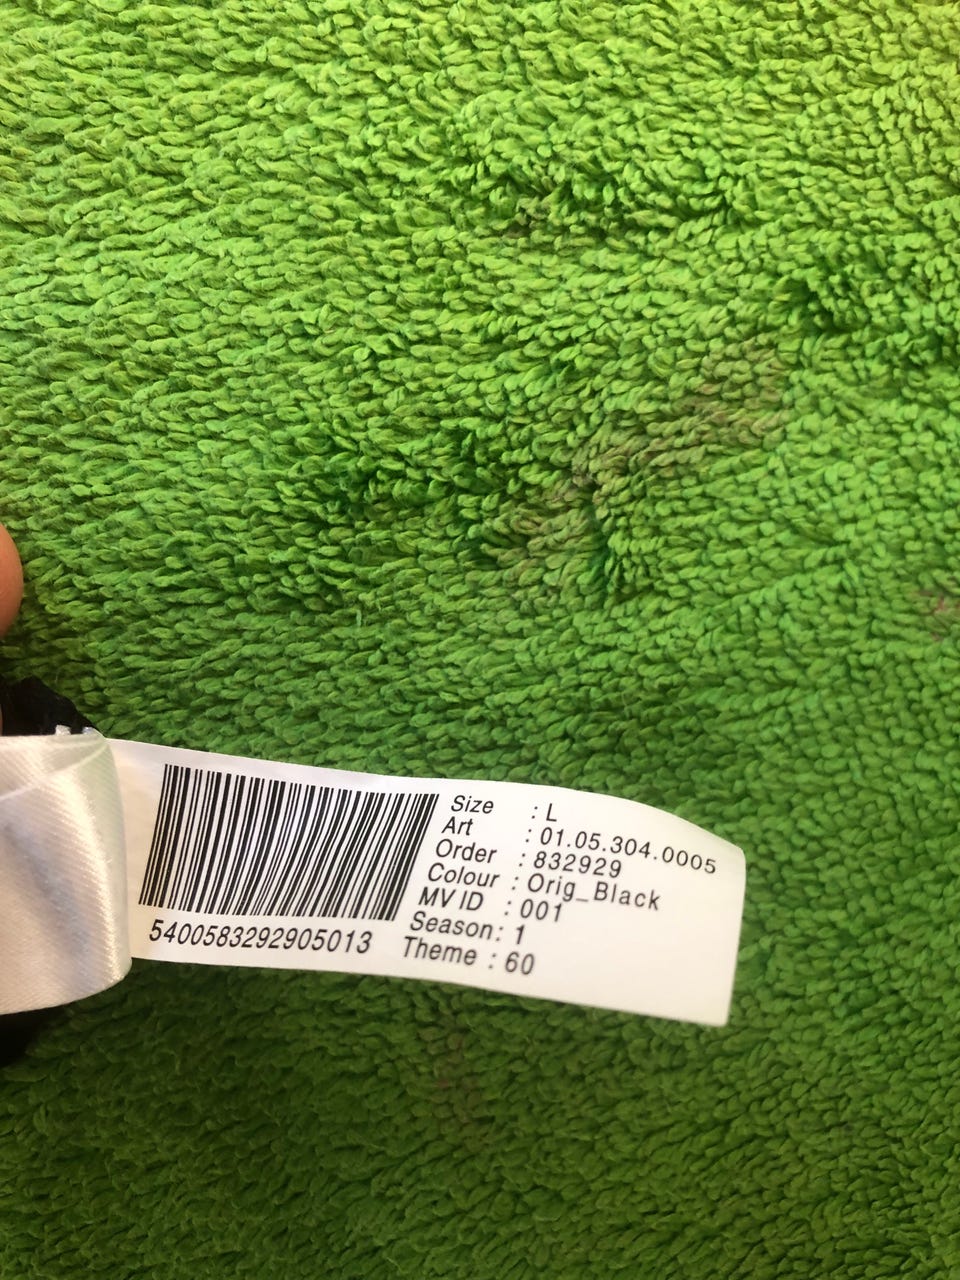 Size : L
Art : 01.05.304.0005
Order : 832929
Colour : Orig_Black
MV ID : 001
Season: 1
Theme : 60
5400583292905013